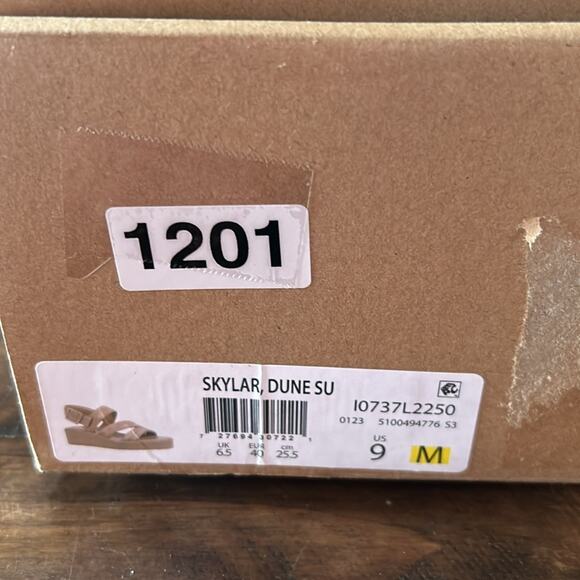 1201
SKYLAR, DUNE SU
I0737L2250
0123 5100494776 S3
7 27694 30722 1
UK EUR cm US
6.5 40 25.5 9 M